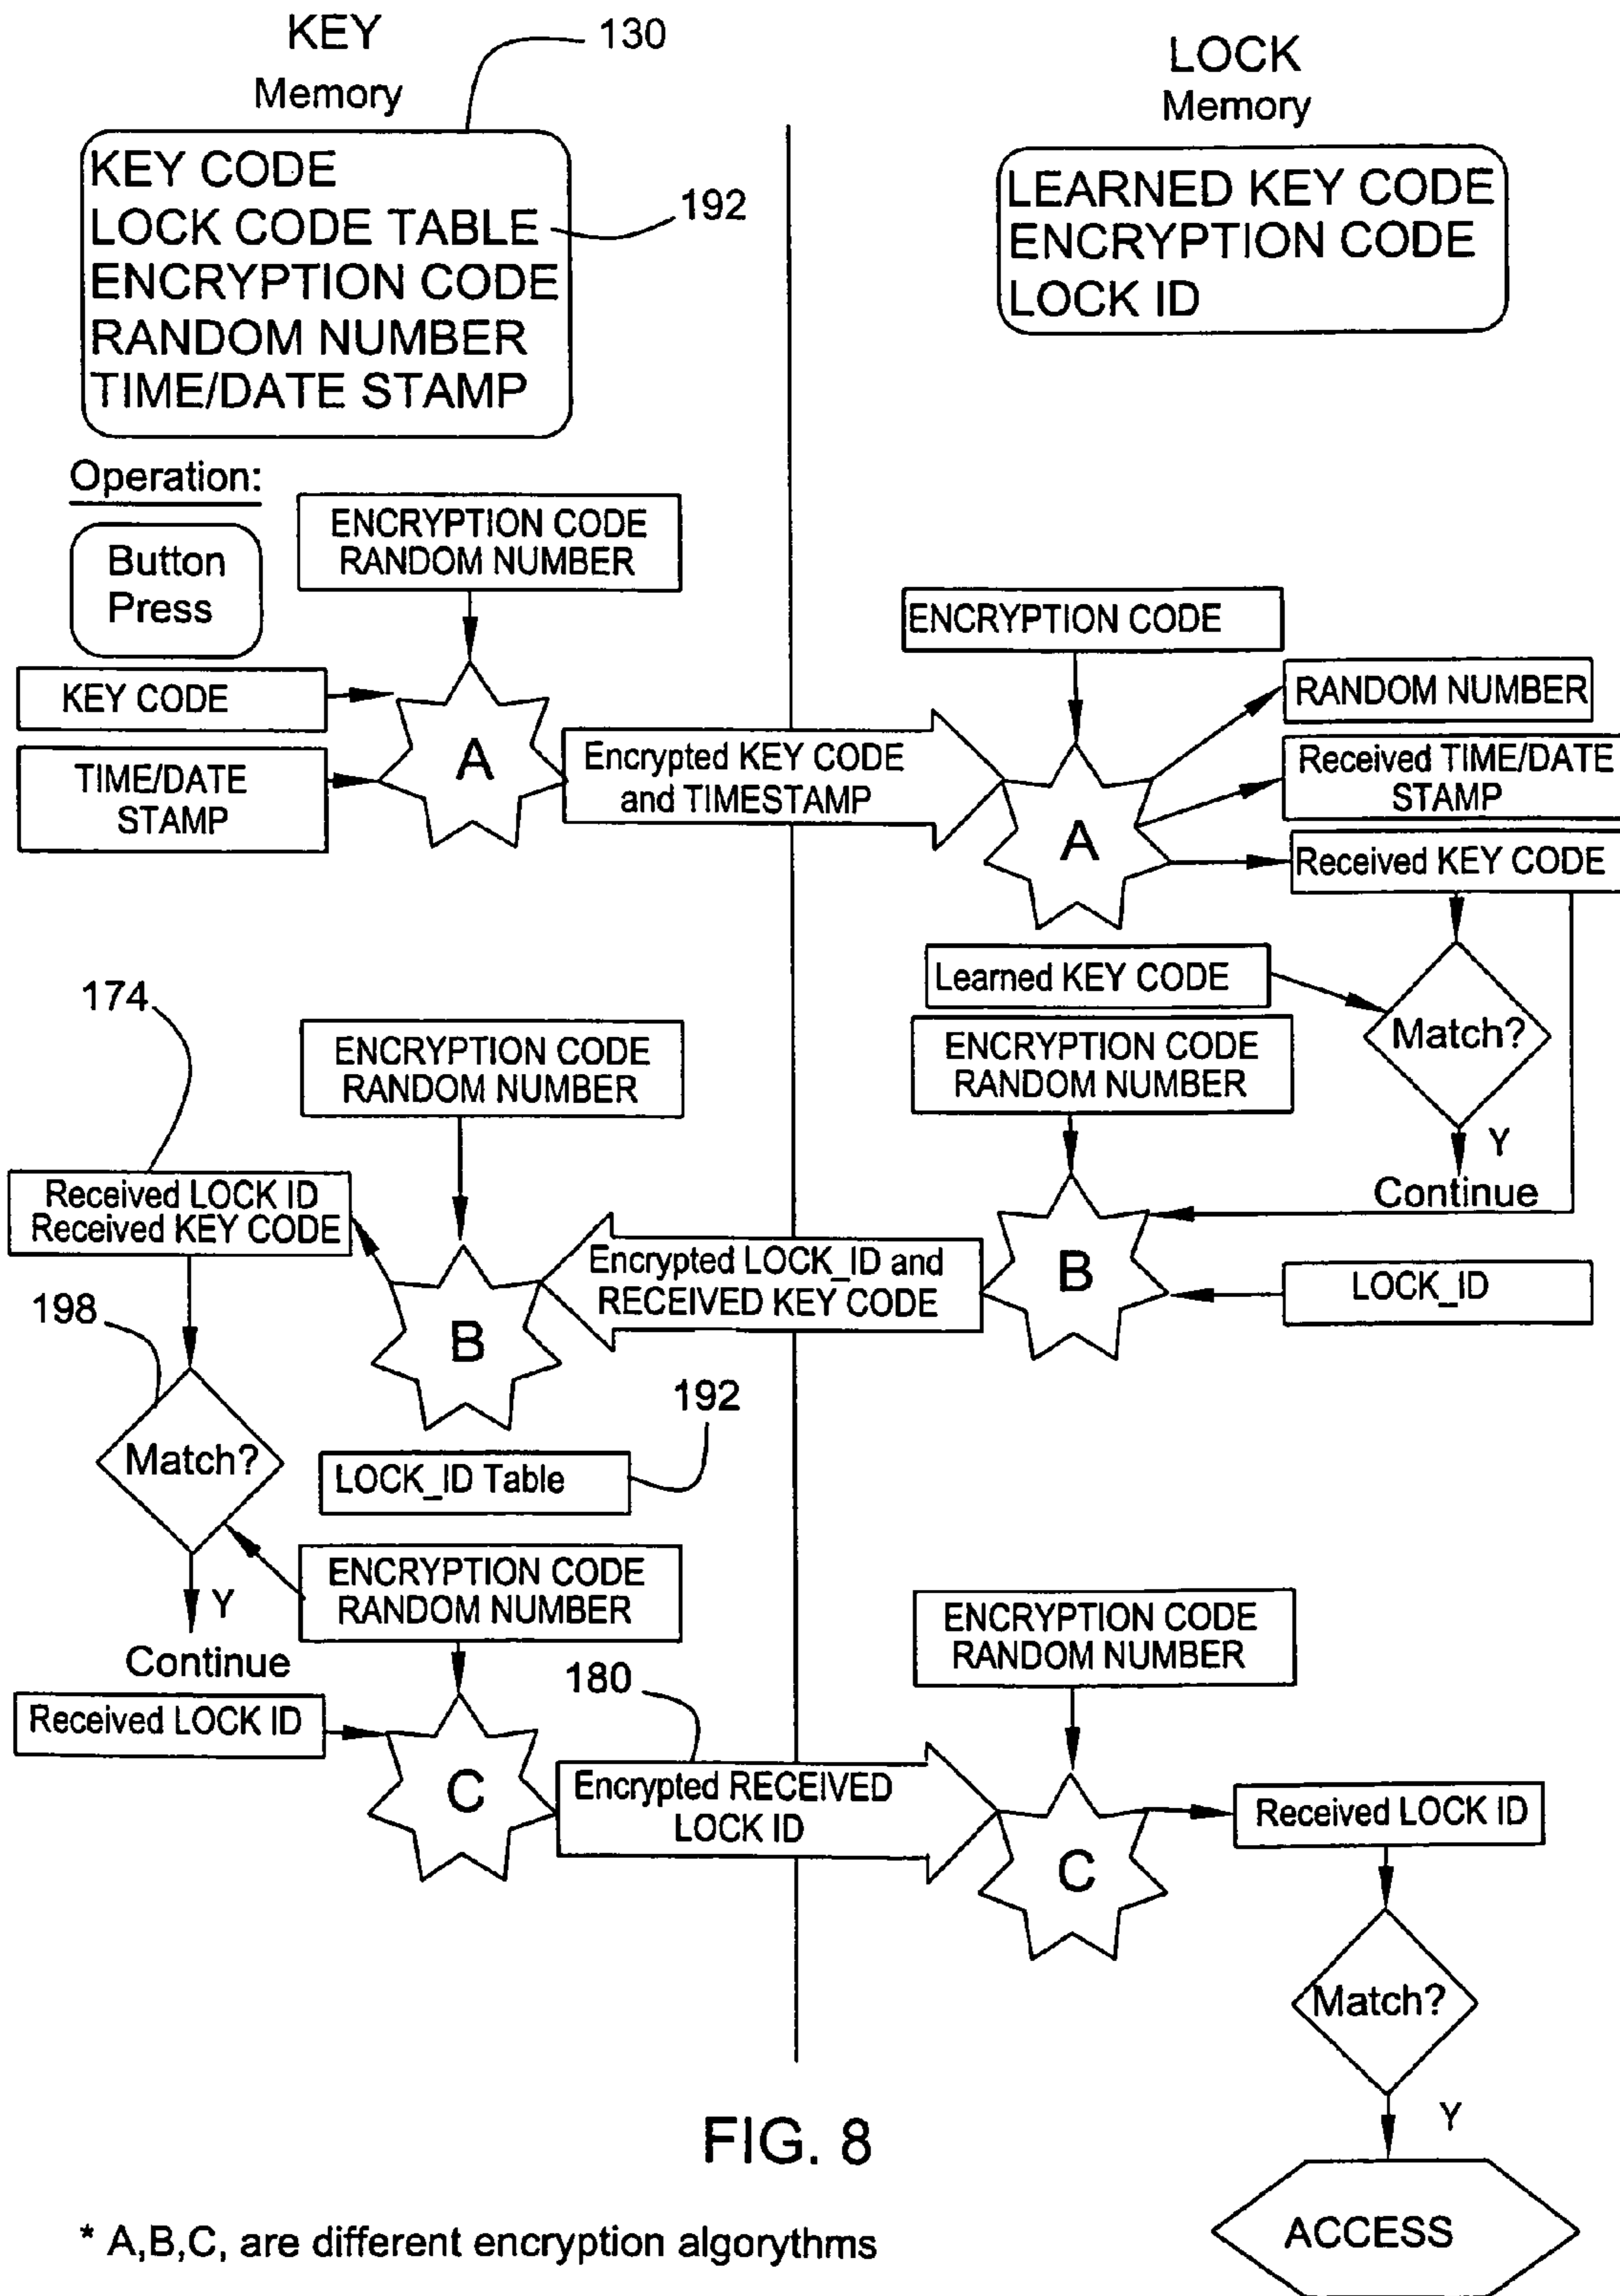 KEY
Memory
130
KEY CODE
LOCK CODE TABLE
192
ENCRYPTION CODE
RANDOM NUMBER
TIME/DATE STAMP
LOCK
Memory
LEARNED KEY CODE
ENCRYPTION CODE
LOCK ID
Operation:
Button
Press
ENCRYPTION CODE
RANDOM NUMBER
KEY CODE
TIME/DATE
STAMP
A
Encrypted KEY CODE
and TIMESTAMP
ENCRYPTION CODE
A
RANDOM NUMBER
Received TIME/DATE
STAMP
Received KEY CODE
Learned KEY CODE
Match?
Y
Continue
ENCRYPTION CODE
RANDOM NUMBER
B
LOCK_ID
Encrypted LOCK_ID and
RECEIVED KEY CODE
174
ENCRYPTION CODE
RANDOM NUMBER
Received LOCK ID
Received KEY CODE
B
198
Match?
192
LOCK_ID Table
Y
Continue
ENCRYPTION CODE
RANDOM NUMBER
Received LOCK ID
C
180
Encrypted RECEIVED
LOCK ID
ENCRYPTION CODE
RANDOM NUMBER
C
Received LOCK ID
Match?
Y
ACCESS
FIG. 8
* A,B,C, are different encryption algorythms